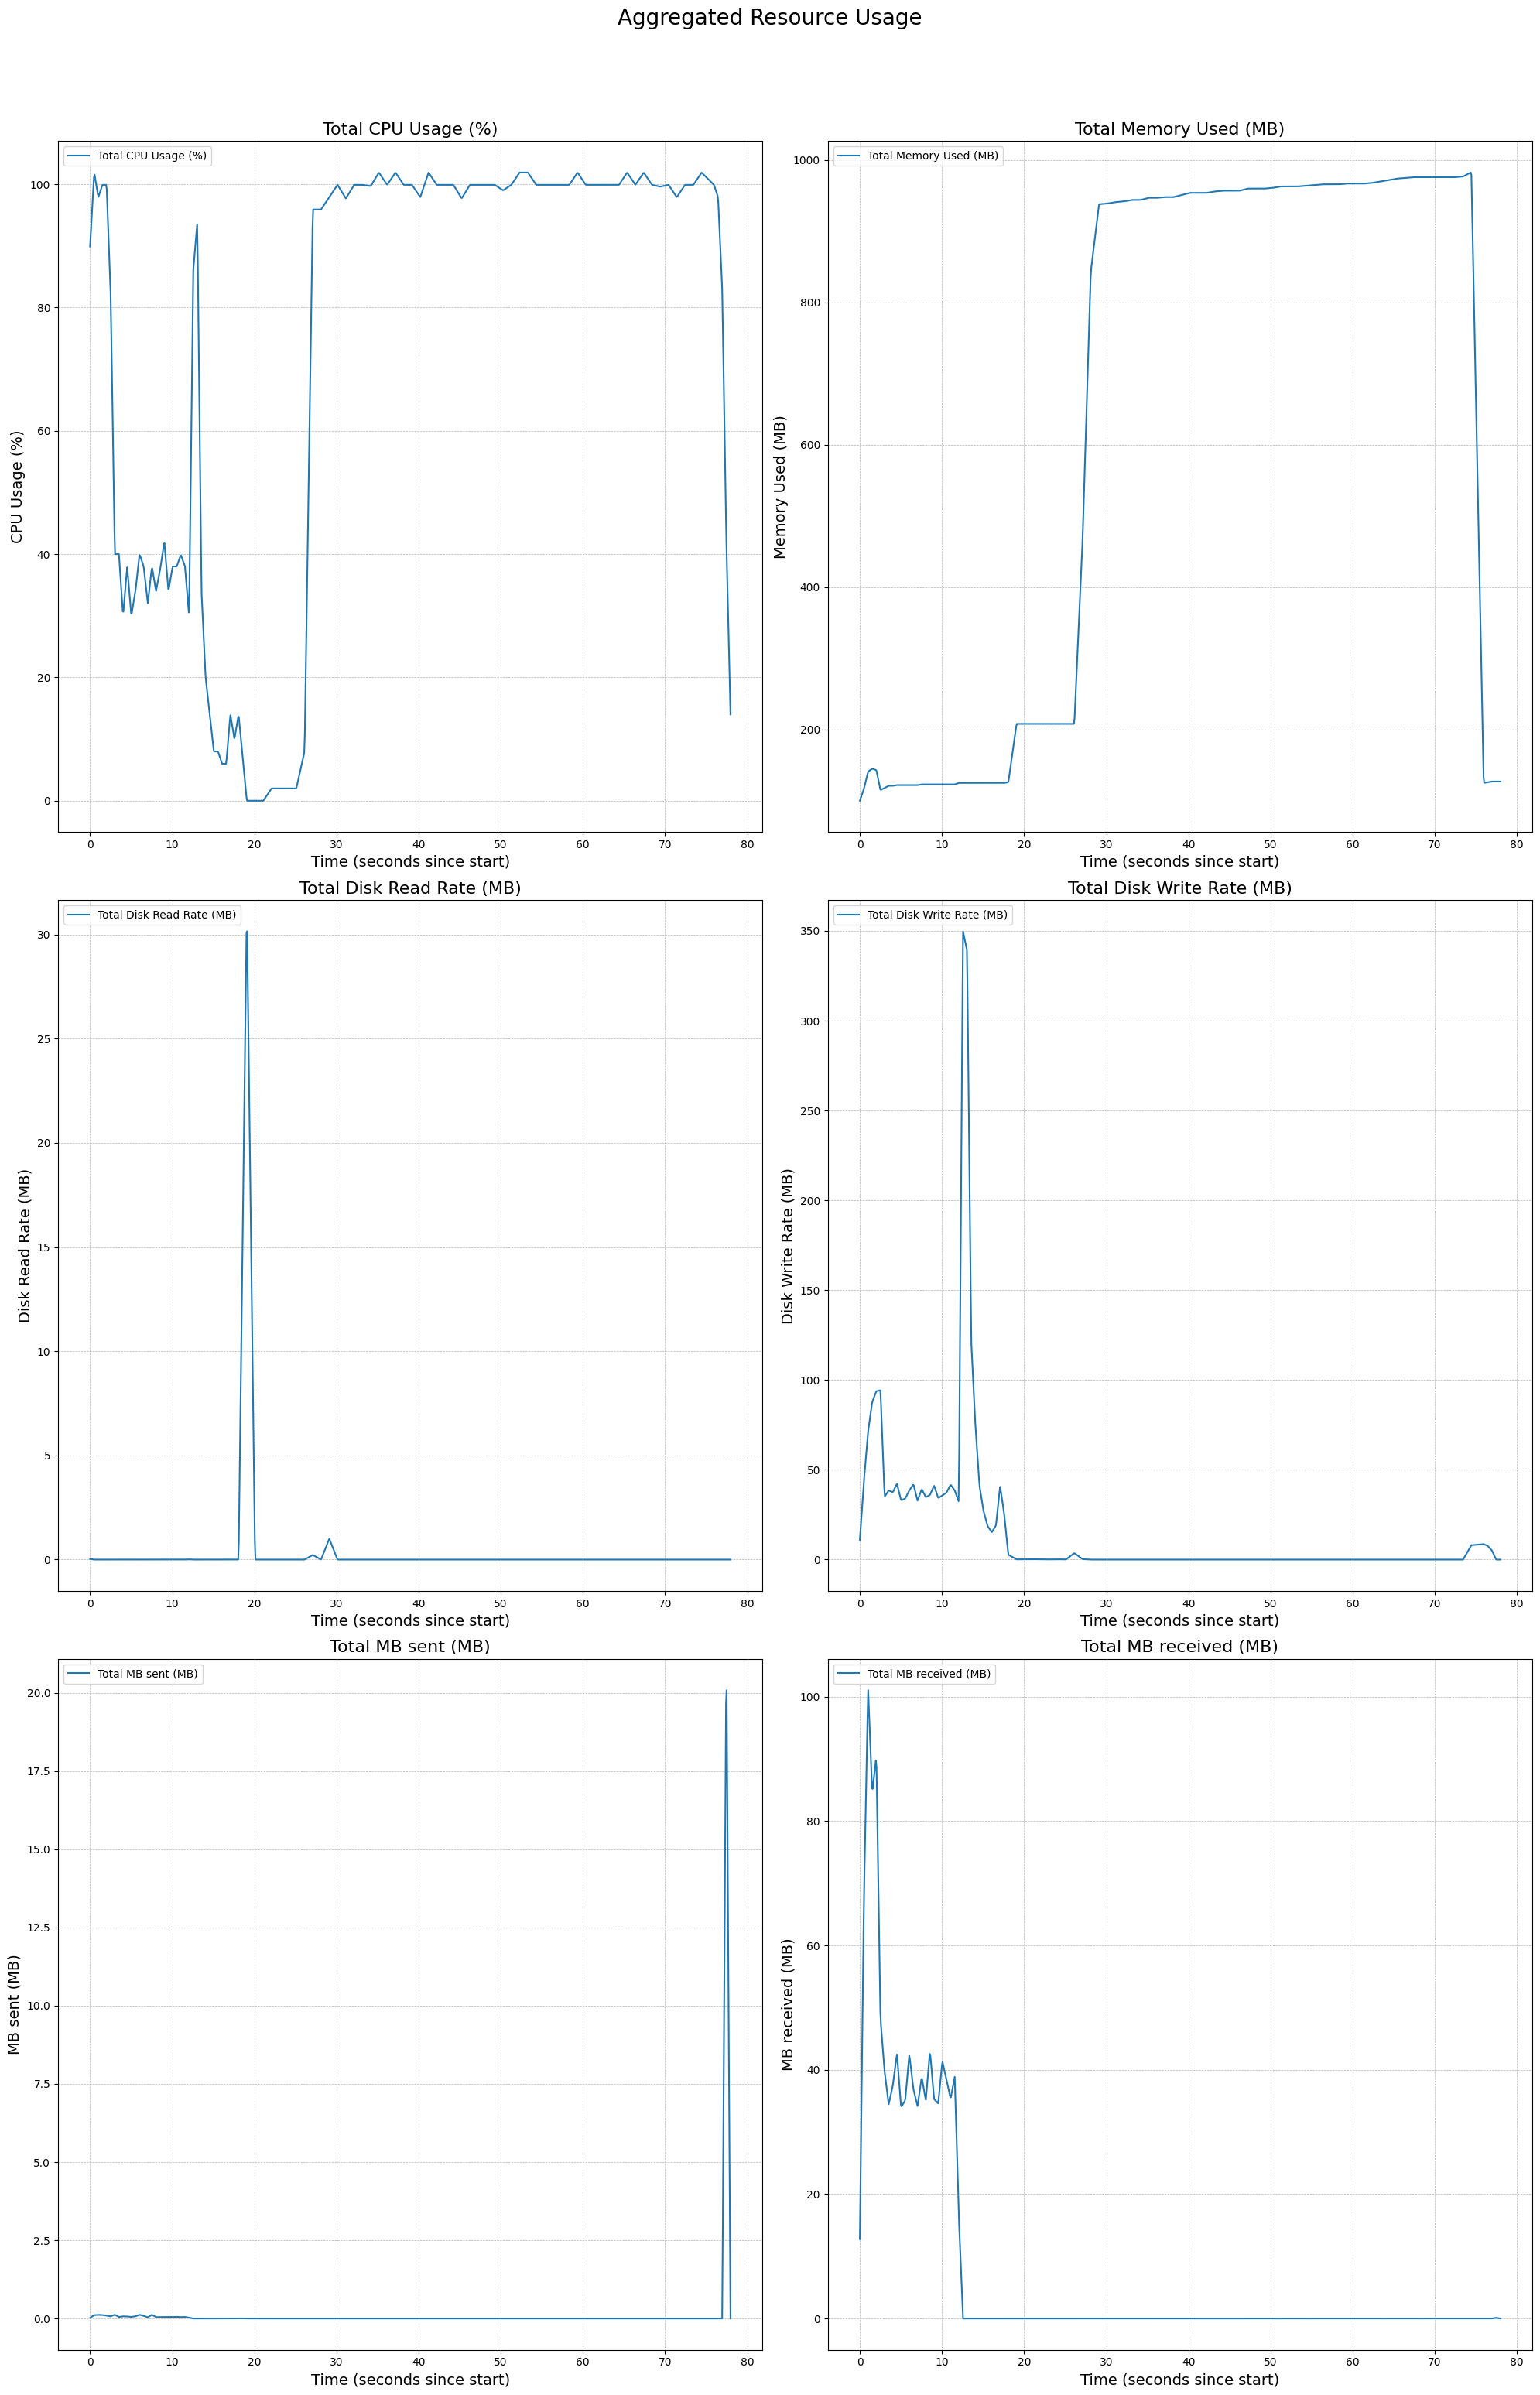 Aggregated Resource Usage
Total CPU Usage (%)
Total CPU Usage (%)
CPU Usage (%)
100
80
60
40
20
0
0 10 20 30 40 50 60 70 80
Time (seconds since start)
Total Memory Used (MB)
Total Memory Used (MB)
Memory Used (MB)
1000
800
600
400
200
0 10 20 30 40 50 60 70 80
Time (seconds since start)
Total Disk Read Rate (MB)
Total Disk Read Rate (MB)
Disk Read Rate (MB)
30
25
20
15
10
5
0
0 10 20 30 40 50 60 70 80
Time (seconds since start)
Total Disk Write Rate (MB)
Total Disk Write Rate (MB)
Disk Write Rate (MB)
350
300
250
200
150
100
50
0
0 10 20 30 40 50 60 70 80
Time (seconds since start)
Total MB sent (MB)
Total MB sent (MB)
MB sent (MB)
20.0
17.5
15.0
12.5
10.0
7.5
5.0
2.5
0.0
0 10 20 30 40 50 60 70 80
Time (seconds since start)
Total MB received (MB)
Total MB received (MB)
MB received (MB)
100
80
60
40
20
0
0 10 20 30 40 50 60 70 80
Time (seconds since start)